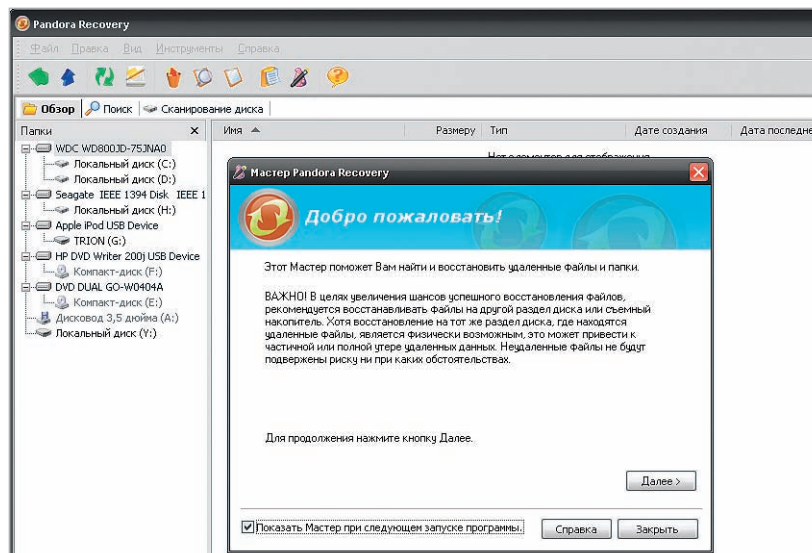 Pandora Recovery
Файл Правка Вид Инструменты Справка
Обзор Поиск Сканирование диска
Папки
Имя Размеру Тип Дате создания Дата последне
WDC WD800JD-75JNA0
Локальный диск (C:)
Локальный диск (D:)
Seagate IEEE 1394 Disk IEEE 1
Локальный диск (H:)
Apple iPod USB Device
TRION (G:)
HP DVD Writer 200j USB Device
Компакт-диск (F:)
DVD DUAL GO-W0404A
Компакт-диск (E:)
Дисковод 3,5 дюйма (A:)
Локальный диск (Y:)
Нет элементов для отображения
Мастер Pandora Recovery
Добро пожаловать!
Этот Мастер поможет Вам найти и восстановить удаленные файлы и папки.
ВАЖНО! В целях увеличения шансов успешного восстановления файлов,
рекомендуется восстанавливать файлы на другой раздел диска или съемный
накопитель. Хотя восстановление на тот же раздел диска, где находятся
удаленные файлы, является физически возможным, это может привести к
частичной или полной утере удаленных данных. Неудаленные файлы не будут
подвержены риску ни при каких обстоятельствах.
Для продолжения нажмите кнопку Далее.
Далее >
Показать Мастер при следующем запуске программы.
Справка Закрыть